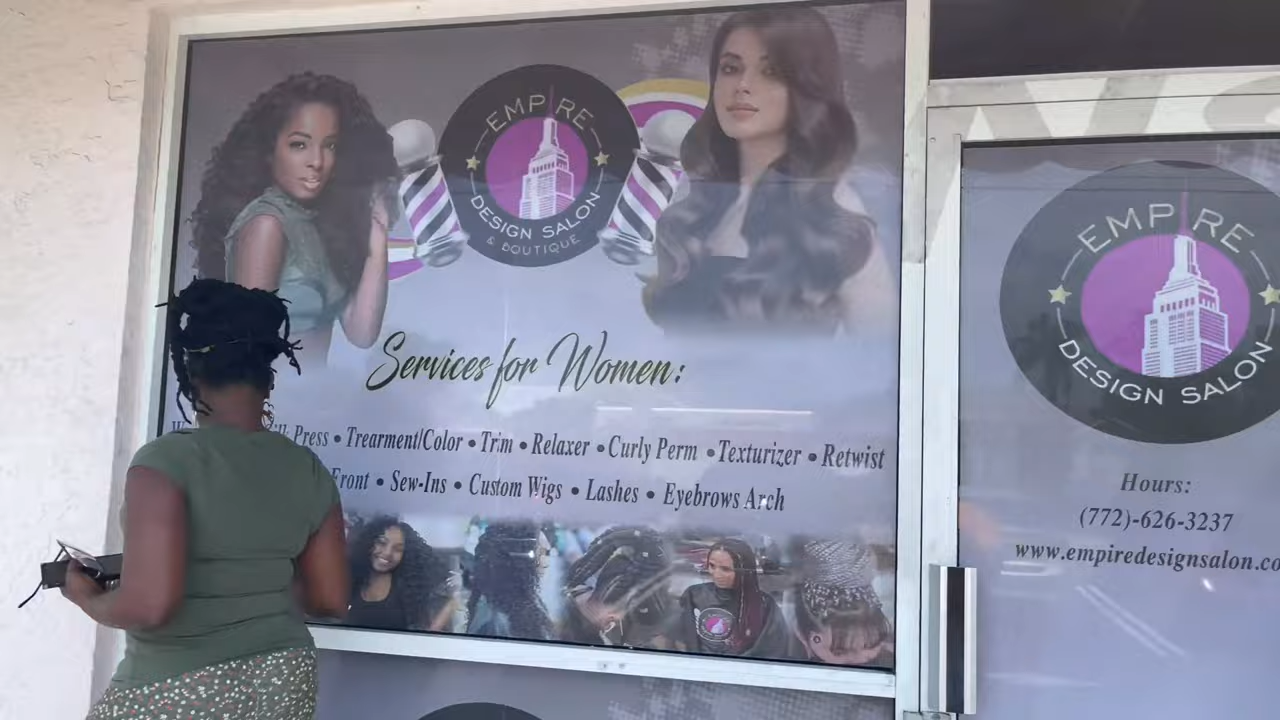 EMPIRE
DESIGN SALON
& BOUTIQUE
Services for Women:
Press • Trearment/Color • Trim • Relaxer • Curly Perm • Texturizer • Retwist
Front • Sew-Ins • Custom Wigs • Lashes • Eyebrows Arch
EMPIRE
DESIGN SALON
Hours:
(772)-626-3237
www.empiredesignsalon.co